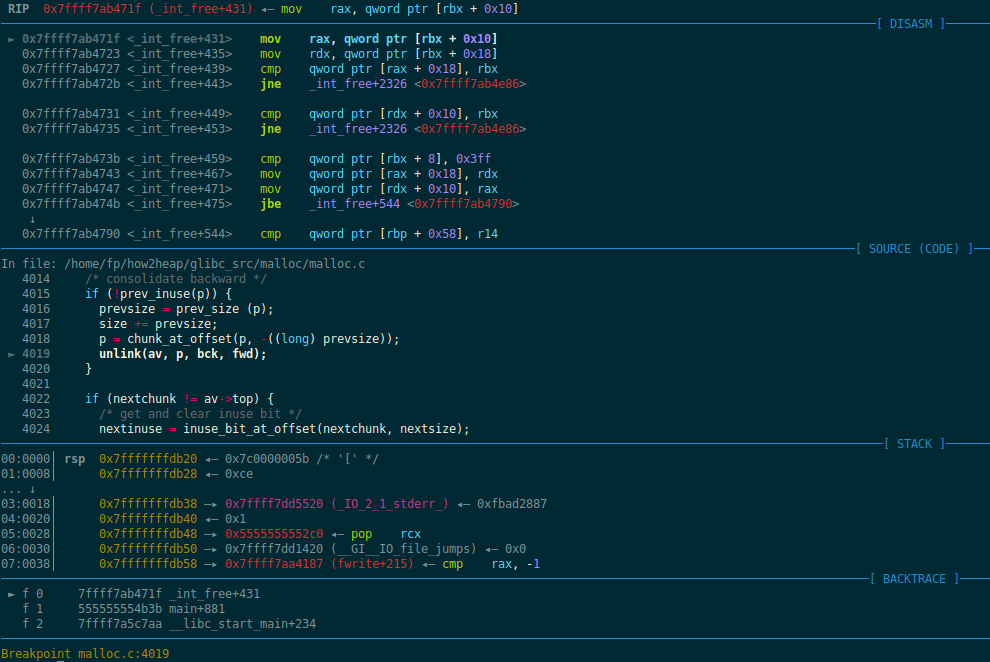 RIP  0x7ffff7ab471f (_int_free+431) ◂— mov    rax, qword ptr [rbx + 0x10]
[ DISASM ]
► 0x7ffff7ab471f <_int_free+431>    mov    rax, qword ptr [rbx + 0x10]
0x7ffff7ab4723 <_int_free+435>    mov    rdx, qword ptr [rbx + 0x18]
0x7ffff7ab4727 <_int_free+439>    cmp    qword ptr [rax + 0x18], rbx
0x7ffff7ab472b <_int_free+443>    jne    _int_free+2326 <0x7ffff7ab4e86>
0x7ffff7ab4731 <_int_free+449>    cmp    qword ptr [rdx + 0x10], rbx
0x7ffff7ab4735 <_int_free+453>    jne    _int_free+2326 <0x7ffff7ab4e86>
0x7ffff7ab473b <_int_free+459>    cmp    qword ptr [rbx + 8], 0x3ff
0x7ffff7ab4743 <_int_free+467>    mov    qword ptr [rax + 0x18], rdx
0x7ffff7ab4747 <_int_free+471>    mov    qword ptr [rdx + 0x10], rax
0x7ffff7ab474b <_int_free+475>    jbe    _int_free+544 <0x7ffff7ab4790>
↓
0x7ffff7ab4790 <_int_free+544>    cmp    qword ptr [rbp + 0x58], r14
[ SOURCE (CODE) ]
In file: /home/fp/how2heap/glibc_src/malloc/malloc.c
4014     /* consolidate backward */
4015     if (!prev_inuse(p)) {
4016       prevsize = prev_size (p);
4017       size += prevsize;
4018       p = chunk_at_offset(p, -((long) prevsize));
► 4019       unlink(av, p, bck, fwd);
4020     }
4021
4022     if (nextchunk != av->top) {
4023       /* get and clear inuse bit */
4024       nextinuse = inuse_bit_at_offset(nextchunk, nextsize);
[ STACK ]
00:0000│ rsp  0x7fffffffdb20 ◂— 0x7c0000005b /* '[' */
01:0008│      0x7fffffffdb28 ◂— 0xce
... ↓
03:0018│      0x7fffffffdb38 —▸ 0x7ffff7dd5520 (_IO_2_1_stderr_) ◂— 0xfbad2887
04:0020│      0x7fffffffdb40 ◂— 0x1
05:0028│      0x7fffffffdb48 —▸ 0x5555555552c0 ◂— pop    rcx
06:0030│      0x7fffffffdb50 —▸ 0x7ffff7dd1420 (__GI__IO_file_jumps) ◂— 0x0
07:0038│      0x7fffffffdb58 —▸ 0x7ffff7aa4187 (fwrite+215) ◂— cmp    rax, -1
[ BACKTRACE ]
► f 0     7ffff7ab471f _int_free+431
f 1     555555554b3b main+881
f 2     7ffff7a5c7aa __libc_start_main+234
Breakpoint malloc.c:4019